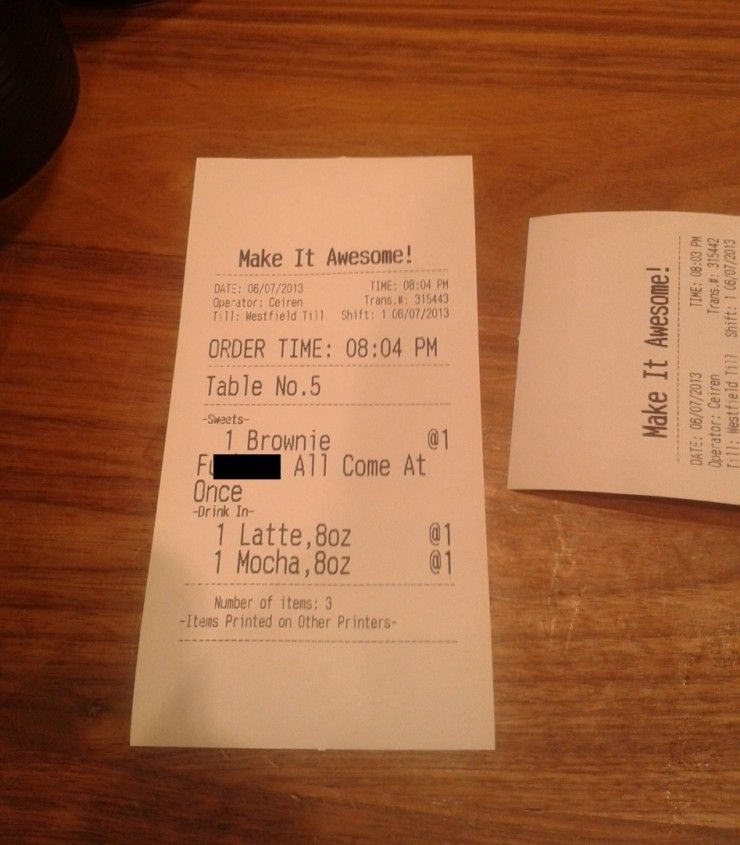 Make It Awesome!
DATE: 06/07/2013 TIME: 08:04 PM
Operator: Ceiren Trans.#: 315443
Till: Westfield Till Shift: 1 06/07/2013
ORDER TIME: 08:04 PM
Table No.5
-Sweets-
1 Brownie @1
All Come At
Once
-Drink In-
1 Latte,8oz @1
1 Mocha,8oz @1
Number of items: 3
-Items Printed on Other Printers-
Make It Awesome!
DATE: 06/07/2013 TIME: 08:03 PM
Operator: Ceiren Trans.#: 315442
Till: Westfield Till Shift: 1 06/07/2013